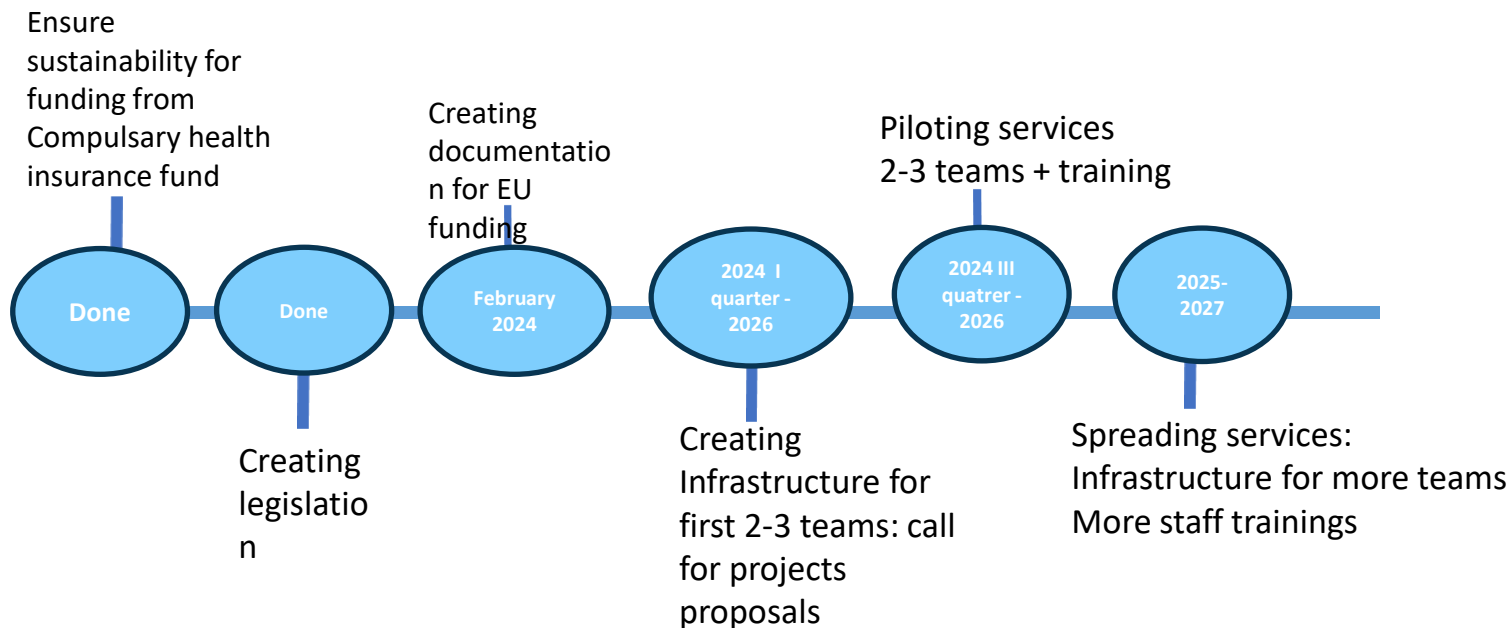 Ensure
sustainability for
funding from
Compulsary health
insurance fund
Done
Done
Creating
legislatio
n
Creating
documentatio
n for EU
funding
February
2024
2024 I
quarter -
2026
Creating
Infrastructure for
first 2-3 teams: call
for projects
proposals
Piloting services
2-3 teams + training
2024 III
quatrer -
2026
2025-
2027
Spreading services:
Infrastructure for more teams
More staff trainings